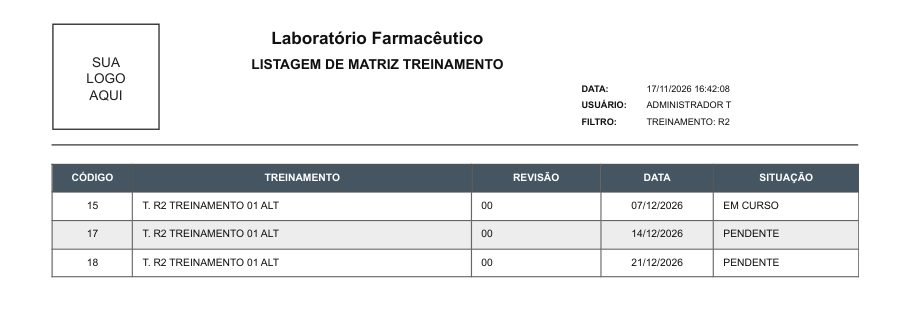 SUA
LOGO
AQUI
Laboratório Farmacêutico
LISTAGEM DE MATRIZ TREINAMENTO
DATA: 17/11/2026 16:42:08
USUÁRIO: ADMINISTRADOR T
FILTRO: TREINAMENTO: R2
CÓDIGO TREINAMENTO REVISÃO DATA SITUAÇÃO
15 T. R2 TREINAMENTO 01 ALT 00 07/12/2026 EM CURSO
17 T. R2 TREINAMENTO 01 ALT 00 14/12/2026 PENDENTE
18 T. R2 TREINAMENTO 01 ALT 00 21/12/2026 PENDENTE